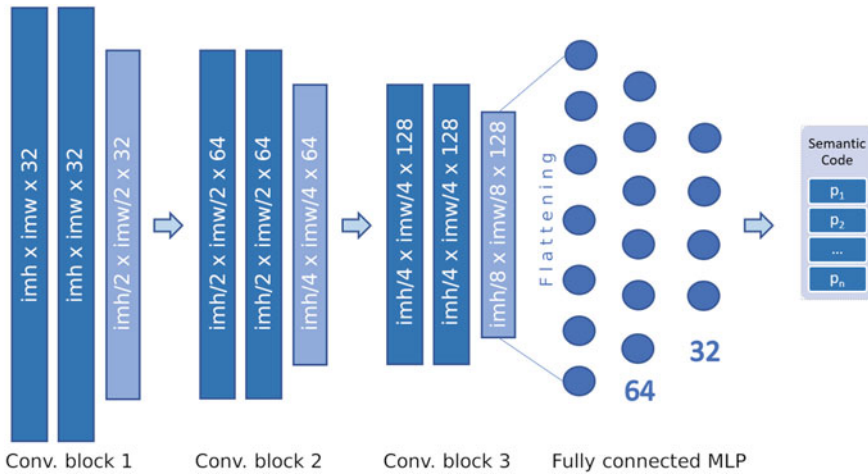 imh x imw x 32
imh x imw x 32
imh/2 x imw/2 x 32
Conv. block 1
imh/2 x imw/2 x 64
imh/2 x imw/2 x 64
imh/4 x imw/4 x 64
Conv. block 2
imh/4 x imw/4 x 128
imh/4 x imw/4 x 128
imh/8 x imw/8 x 128
Conv. block 3
Flattening
64
32
Fully connected MLP
Semantic
Code
p₁
p₂
...
pₙ